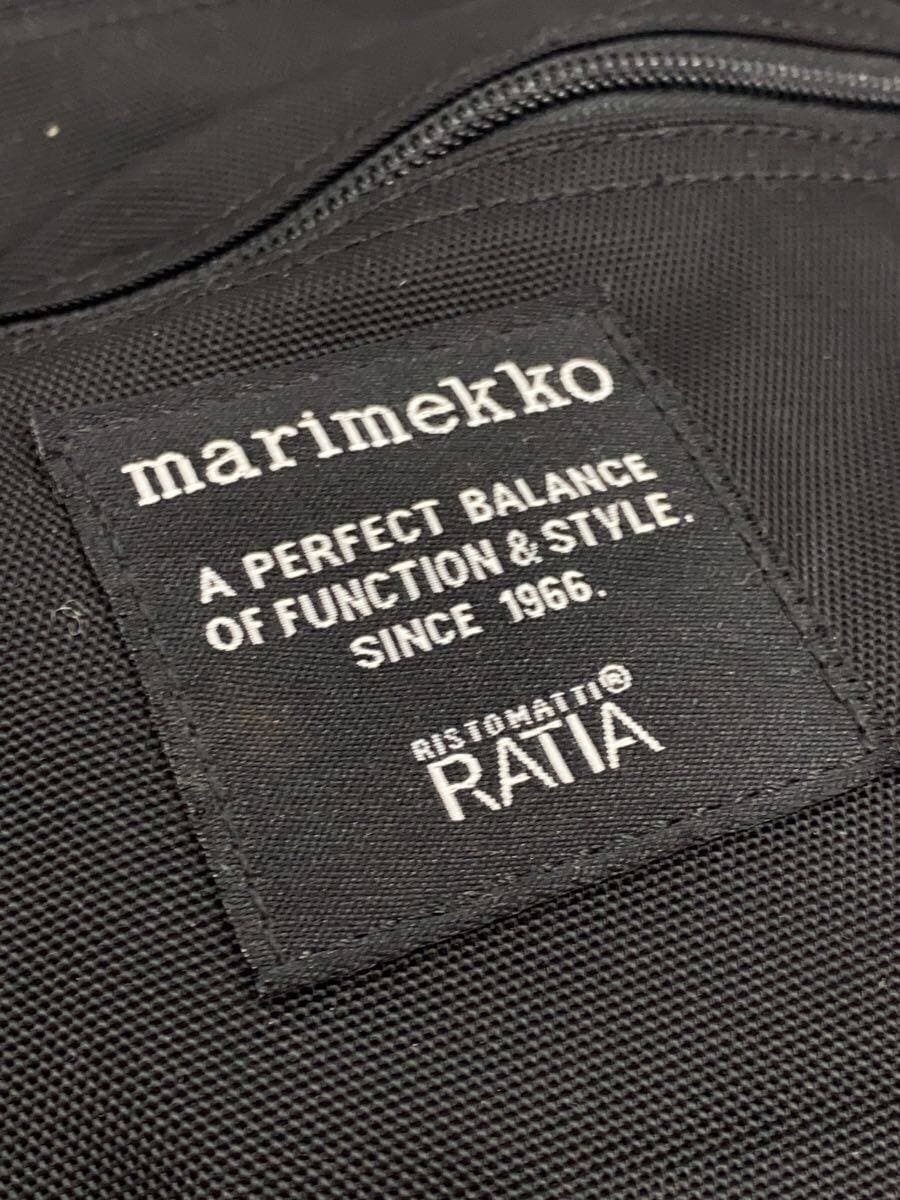 marimekko
A PERFECT BALANCE
OF FUNCTION & STYLE.
SINCE 1966.
RISTOMATTI®
RATIA